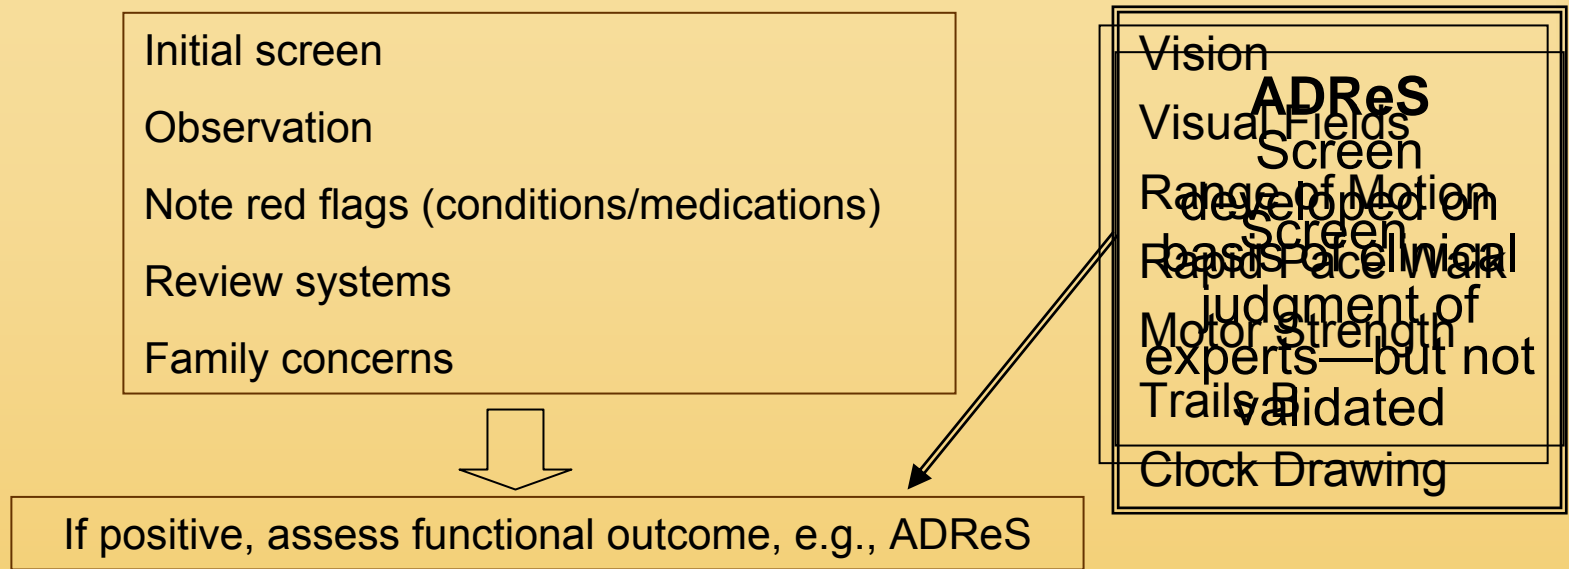 Initial screen
Observation
Note red flags (conditions/medications)
Review systems
Family concerns
If positive, assess functional outcome, e.g., ADReS
Vision
Visual Fields
Range of Motion
Rapid Pace Walk
Motor Strength
Trails B
Clock Drawing
ADReS
Screen
Screen
developed on
basis of clinical
judgment of
experts—but not
validated